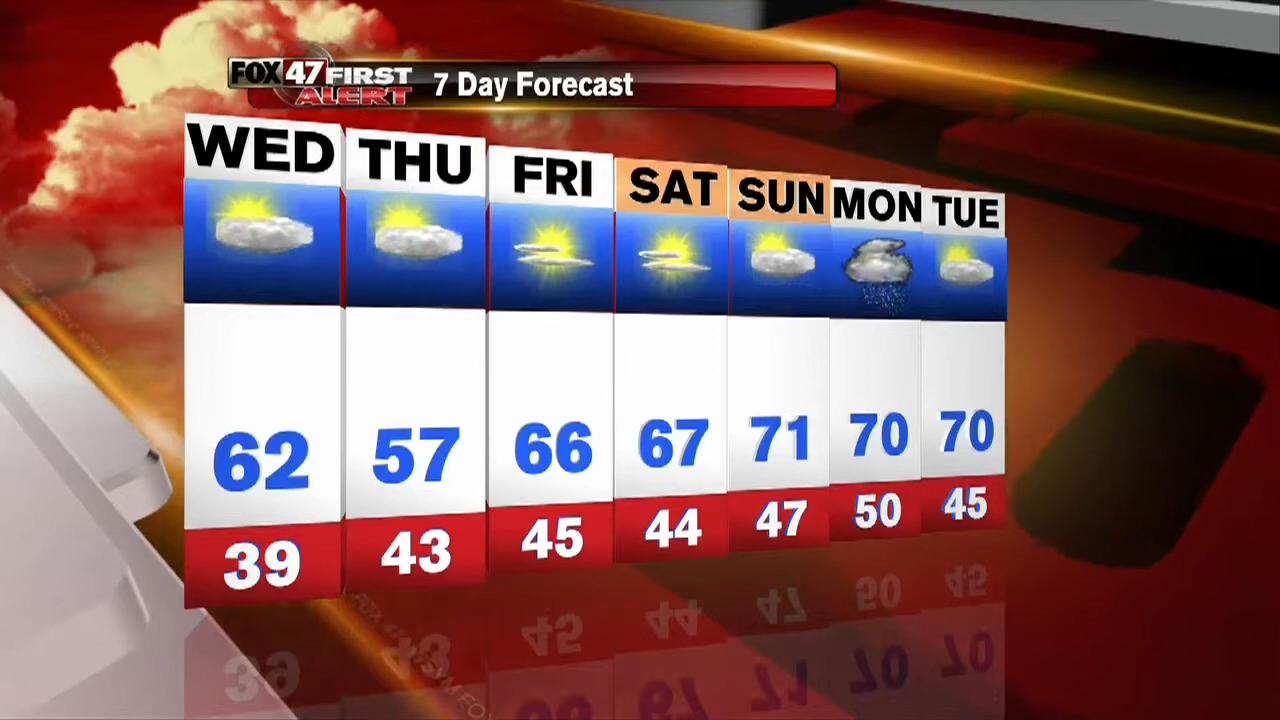 FOX 47 FIRST ALERT 7 Day Forecast
WED THU FRI SAT SUN MON TUE
62 57 66 67 71 70 70
39 43 45 44 47 50 45